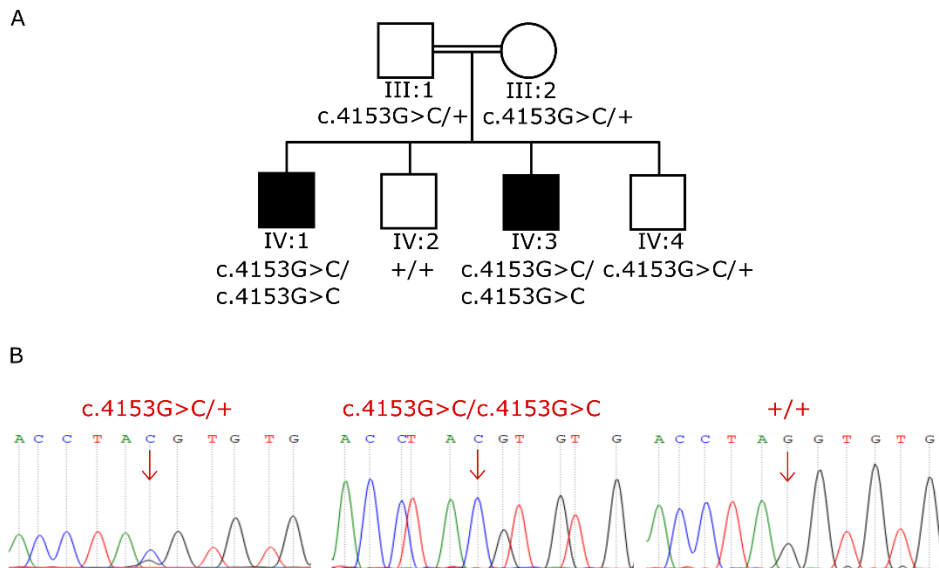 A
III:1 III:2
c.4153G>C/+ c.4153G>C/+
IV:1 IV:2 IV:3 IV:4
c.4153G>C/ +/+ c.4153G>C/ c.4153G>C/+
c.4153G>C c.4153G>C
B
c.4153G>C/+ c.4153G>C/c.4153G>C +/+
A C C T A C G T G T G A C C T A C G T G T G A C C T A G G T G T G